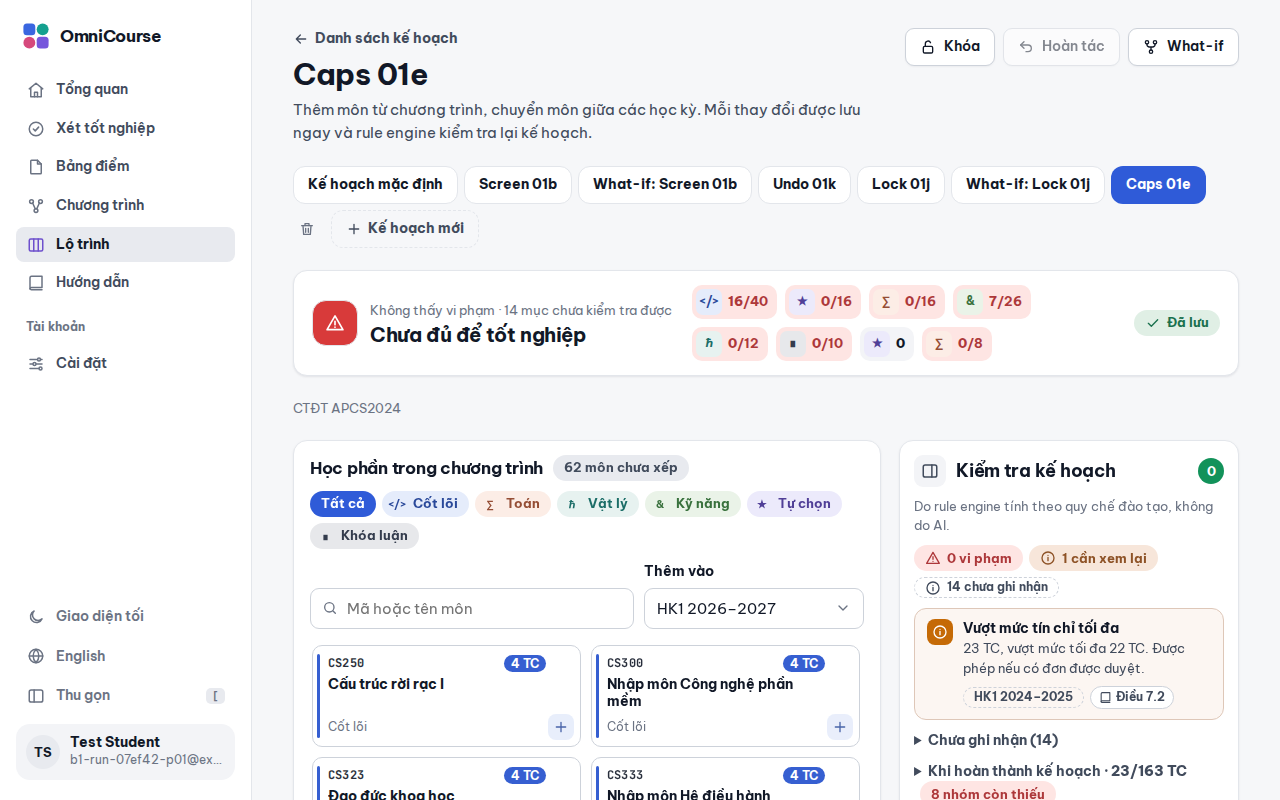 OmniCourse
Tổng quan
Xét tốt nghiệp
Bảng điểm
Chương trình
Lộ trình
Hướng dẫn
Tài khoản
Cài đặt
Giao diện tối
English
Thu gọn
[
TS
Test Student
b1-run-07ef42-p01@ex...
Danh sách kế hoạch
Caps 01e
Thêm môn từ chương trình, chuyển môn giữa các học kỳ. Mỗi thay đổi được lưu
ngay và rule engine kiểm tra lại kế hoạch.
Khóa
Hoàn tác
What-if
Kế hoạch mặc định
Screen 01b
What-if: Screen 01b
Undo 01k
Lock 01j
What-if: Lock 01j
Caps 01e
Kế hoạch mới
Không thấy vi phạm · 14 mục chưa kiểm tra được
Chưa đủ để tốt nghiệp
</> 16/40
★ 0/16
∑ 0/16
& 7/26
ħ 0/12
∎ 0/10
★ 0
∑ 0/8
Đã lưu
CTĐT APCS2024
Học phần trong chương trình
62 môn chưa xếp
Tất cả
</> Cốt lõi
∑ Toán
ħ Vật lý
& Kỹ năng
★ Tự chọn
∎ Khóa luận
Thêm vào
Mã hoặc tên môn
HK1 2026–2027
CS250
4 TC
Cấu trúc rời rạc I
Cốt lõi
CS300
4 TC
Nhập môn Công nghệ phần
mềm
Cốt lõi
CS323
4 TC
Đạo đức khoa học
CS333
4 TC
Nhập môn Hệ điều hành
Kiểm tra kế hoạch
0
Do rule engine tính theo quy chế đào tạo, không
do AI.
0 vi phạm
1 cần xem lại
14 chưa ghi nhận
Vượt mức tín chỉ tối đa
23 TC, vượt mức tối đa 22 TC. Được
phép nếu có đơn được duyệt.
HK1 2024–2025
Điều 7.2
Chưa ghi nhận (14)
Khi hoàn thành kế hoạch · 23/163 TC
8 nhóm còn thiếu